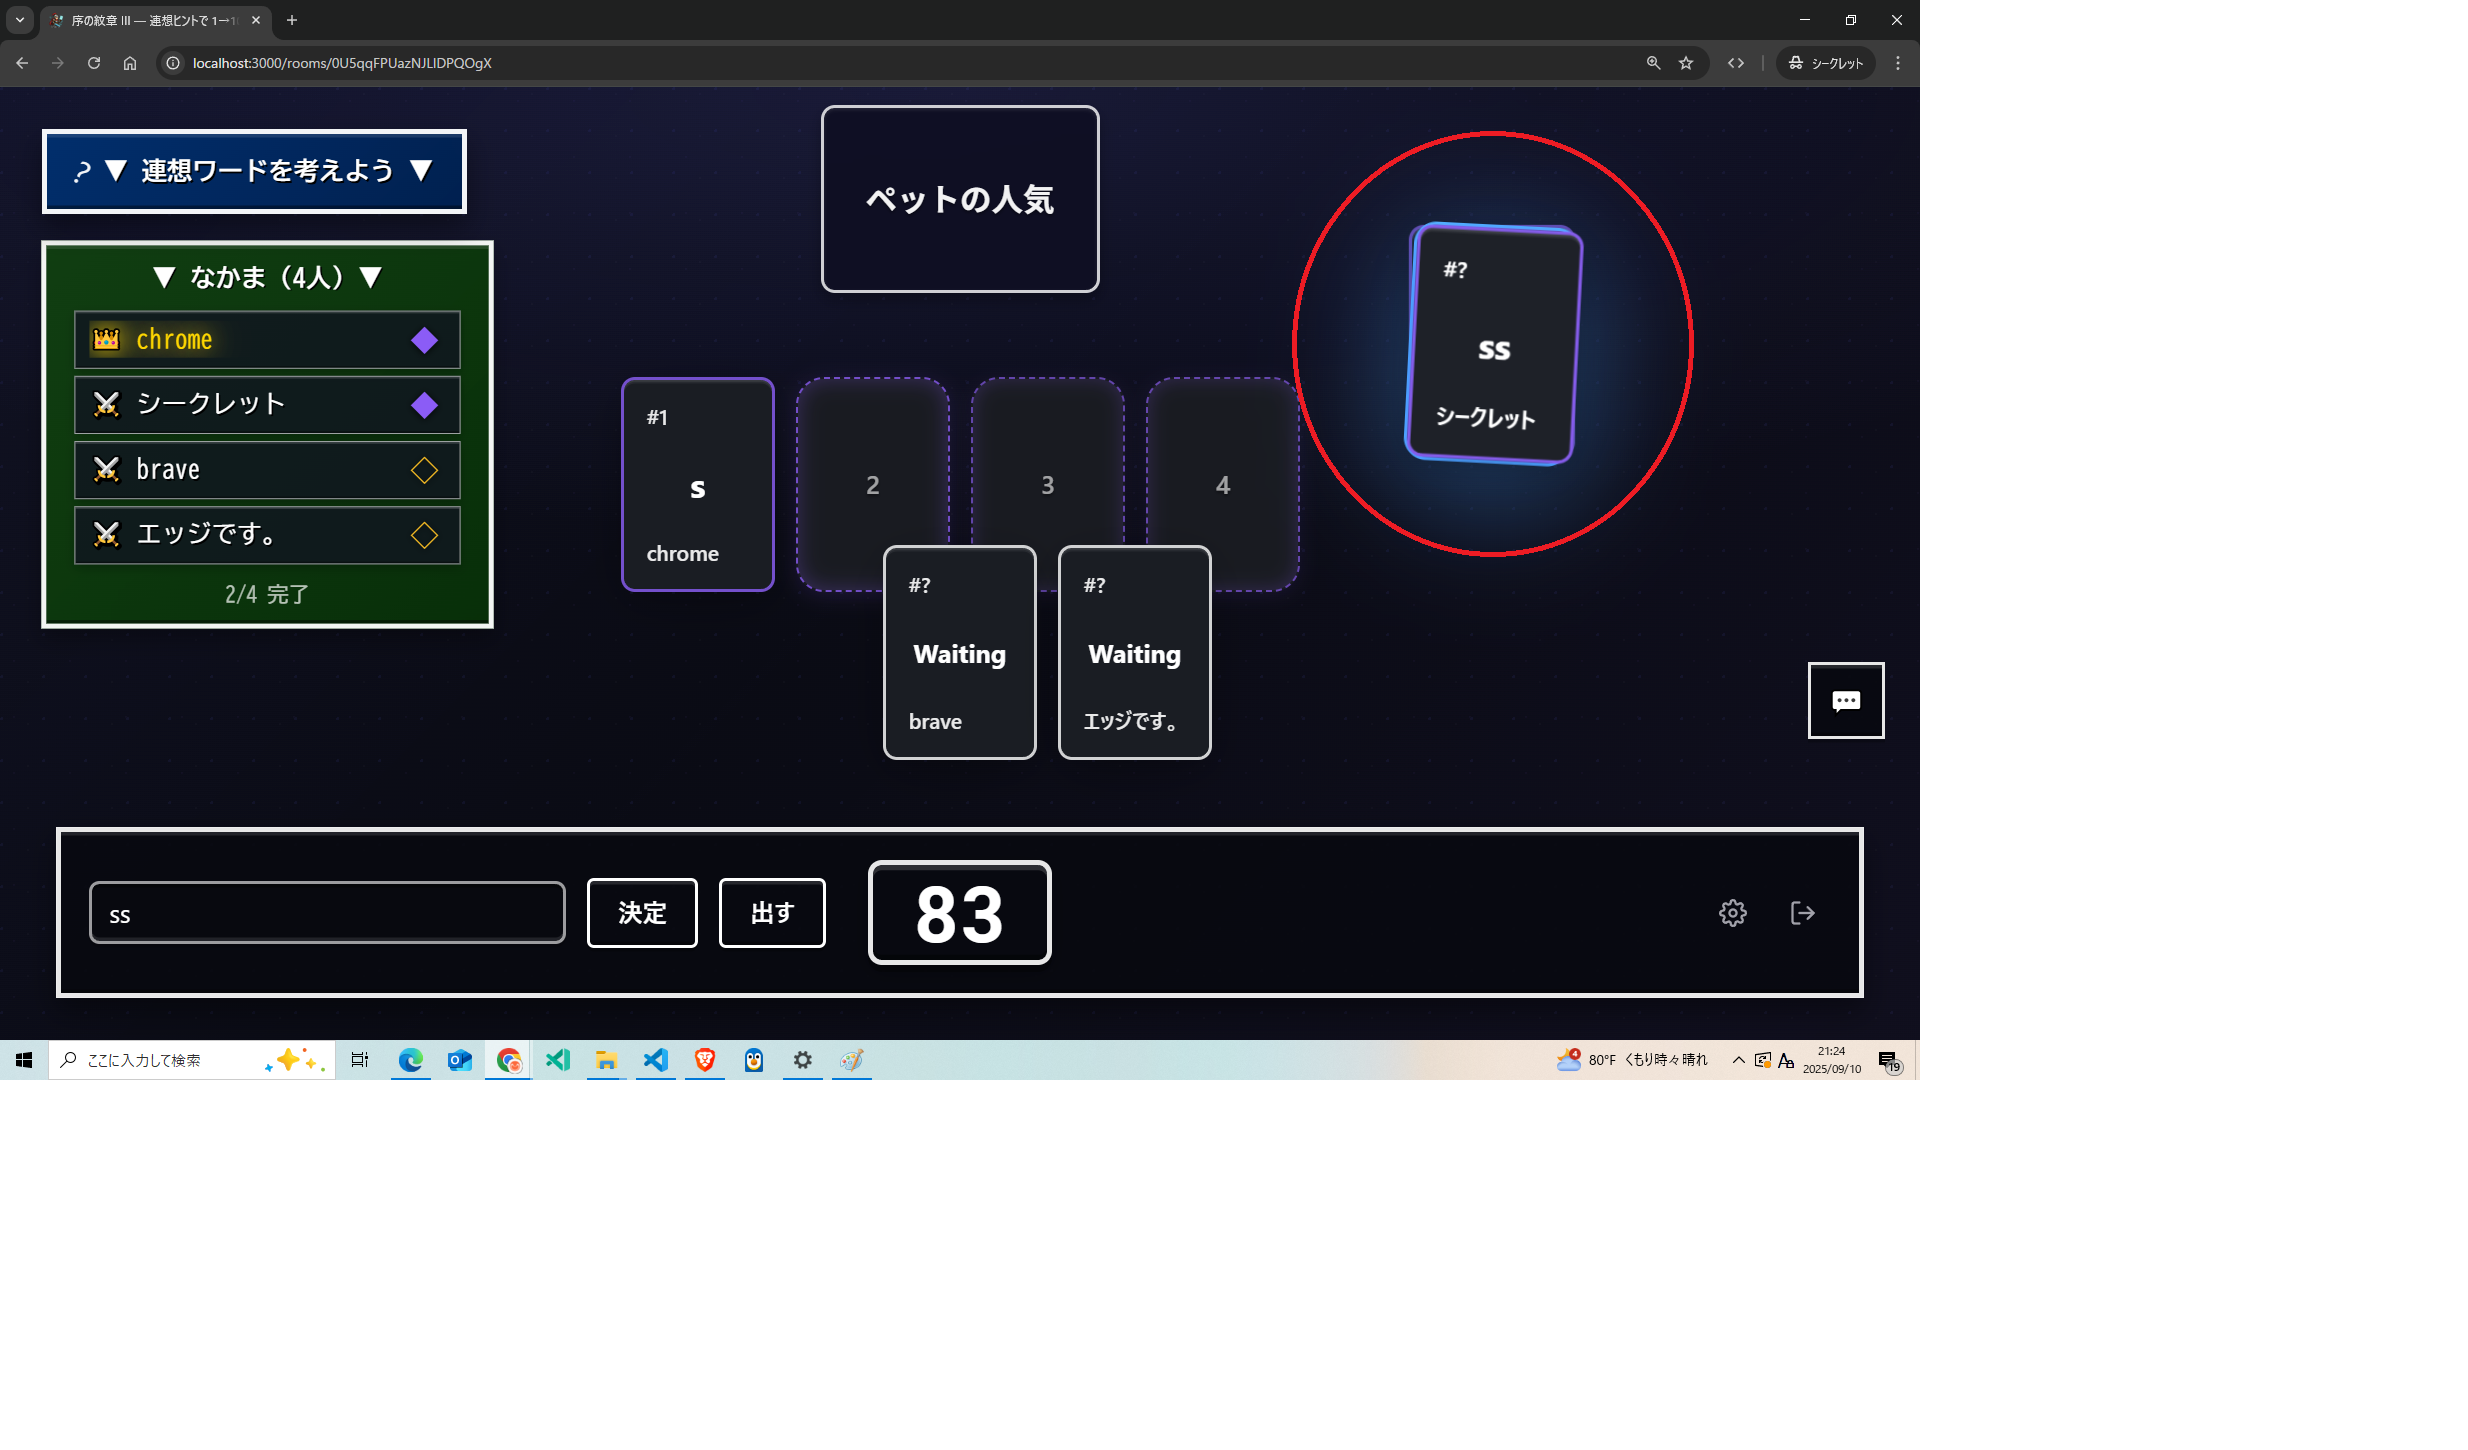 序の紋章 III — 連想ヒントで 1→10
localhost:3000/rooms/0U5qqFPUazNJLIDPQOgX
シークレット
? ▼ 連想ワードを考えよう ▼
ペットの人気
▼ なかま（4人）▼
chrome ◆
シークレット ◆
brave ◇
エッジです。 ◇
2/4 完了
#?
ss
シークレット
#1
s
chrome
2
3
4
#?
Waiting
brave
#?
Waiting
エッジです。
ss
決定
出す
83
ここに入力して検索
4
80°F くもり時々晴れ
21:24
2025/09/10
19